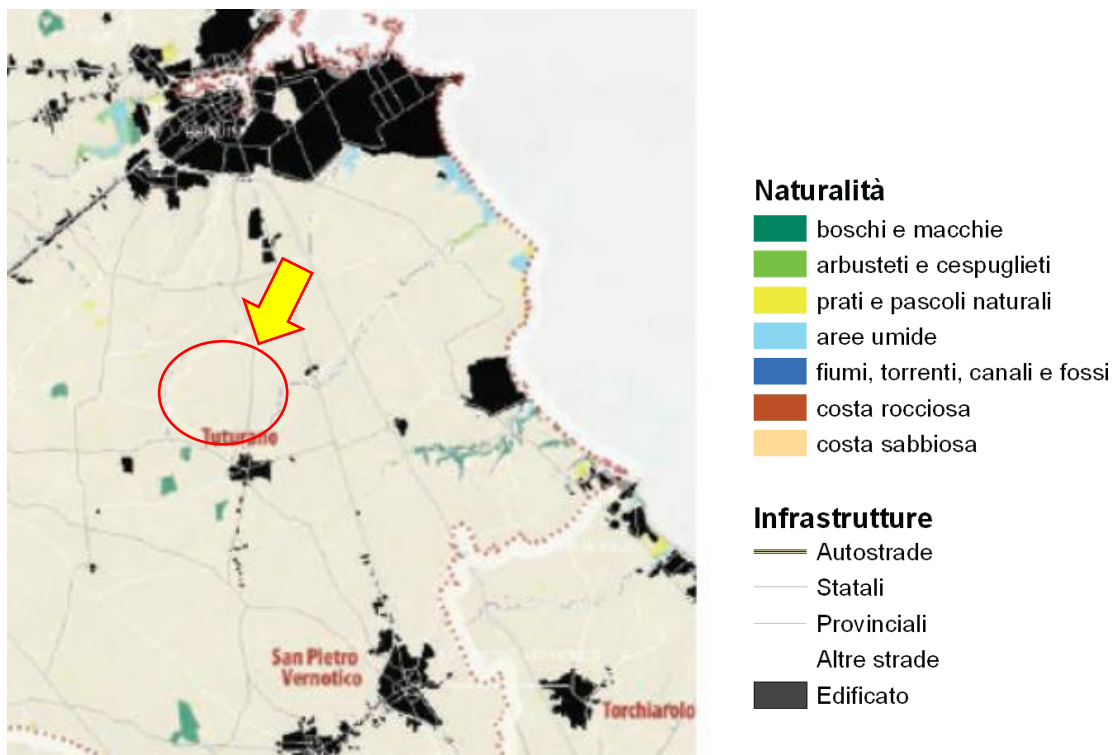 Tuturano
San Pietro
Vernotico
Torchiarolo
Naturalità
boschi e macchie
arbusteti e cespuglieti
prati e pascoli naturali
aree umide
fiumi, torrenti, canali e fossi
costa rocciosa
costa sabbiosa
Infrastrutture
Autostrade
Statali
Provinciali
Altre strade
Edificato